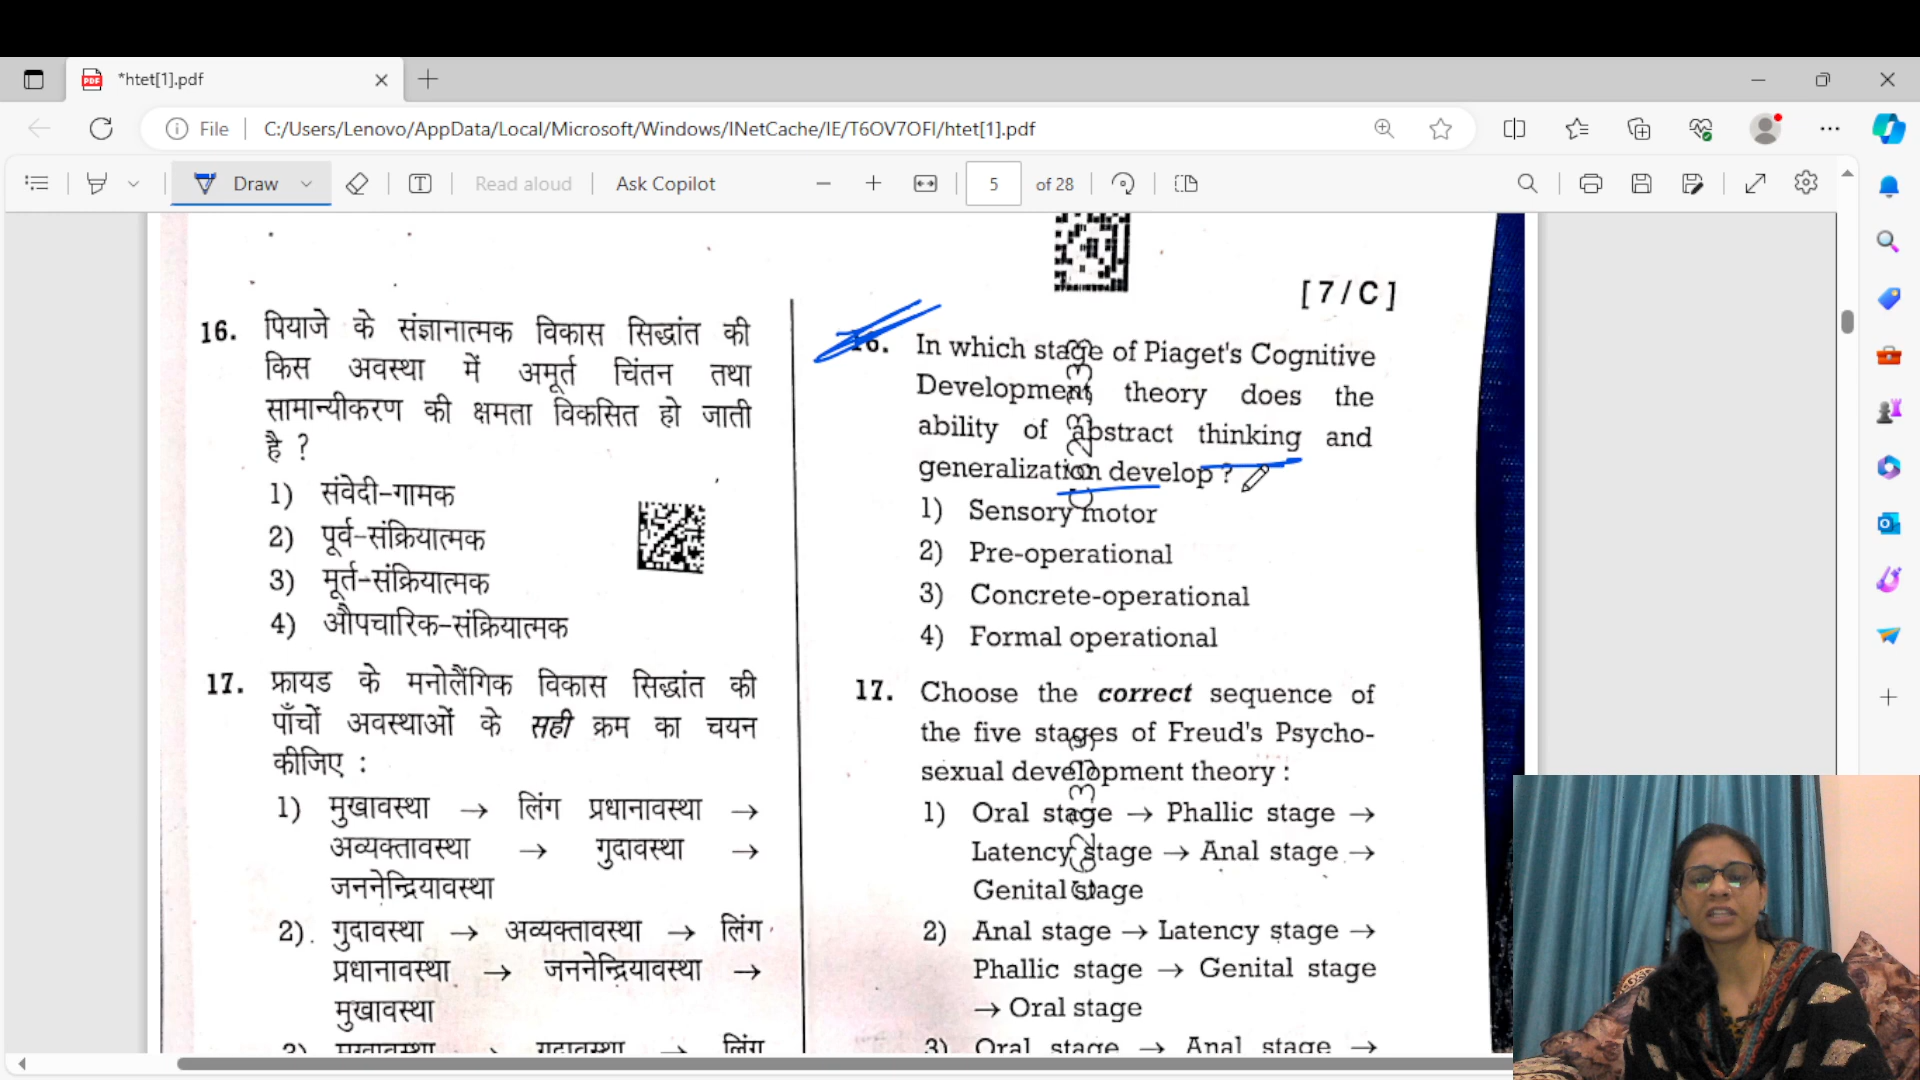 *htet[1].pdf
File
C:/Users/Lenovo/AppData/Local/Microsoft/Windows/INetCache/IE/T6OV7OFI/htet[1].pdf
Draw
Read aloud
Ask Copilot
5
of 28
[ 7 / C ]
16. पियाजे के संज्ञानात्मक विकास सिद्धांत की
किस अवस्था में अमूर्त चिंतन तथा
सामान्यीकरण की क्षमता विकसित हो जाती
है ?
1) संवेदी-गामक
2) पूर्व-संक्रियात्मक
3) मूर्त-संक्रियात्मक
4) औपचारिक-संक्रियात्मक
17. फ्रायड के मनोलैंगिक विकास सिद्धांत की
पाँचों अवस्थाओं के सही क्रम का चयन
कीजिए :
1) मुखावस्था → लिंग प्रधानावस्था →
अव्यक्तावस्था → गुदावस्था →
जननेन्द्रियावस्था
2) गुदावस्था → अव्यक्तावस्था → लिंग
प्रधानावस्था → जननेन्द्रियावस्था →
मुखावस्था
16. In which stage of Piaget's Cognitive
Development theory does the
ability of abstract thinking and
generalization develop ?
1) Sensory motor
2) Pre-operational
3) Concrete-operational
4) Formal operational
17. Choose the correct sequence of
the five stages of Freud's Psycho-
sexual development theory :
1) Oral stage → Phallic stage →
Latency stage → Anal stage →
Genital stage
2) Anal stage → Latency stage →
Phallic stage → Genital stage
→ Oral stage
3) Oral stage → Anal stage →